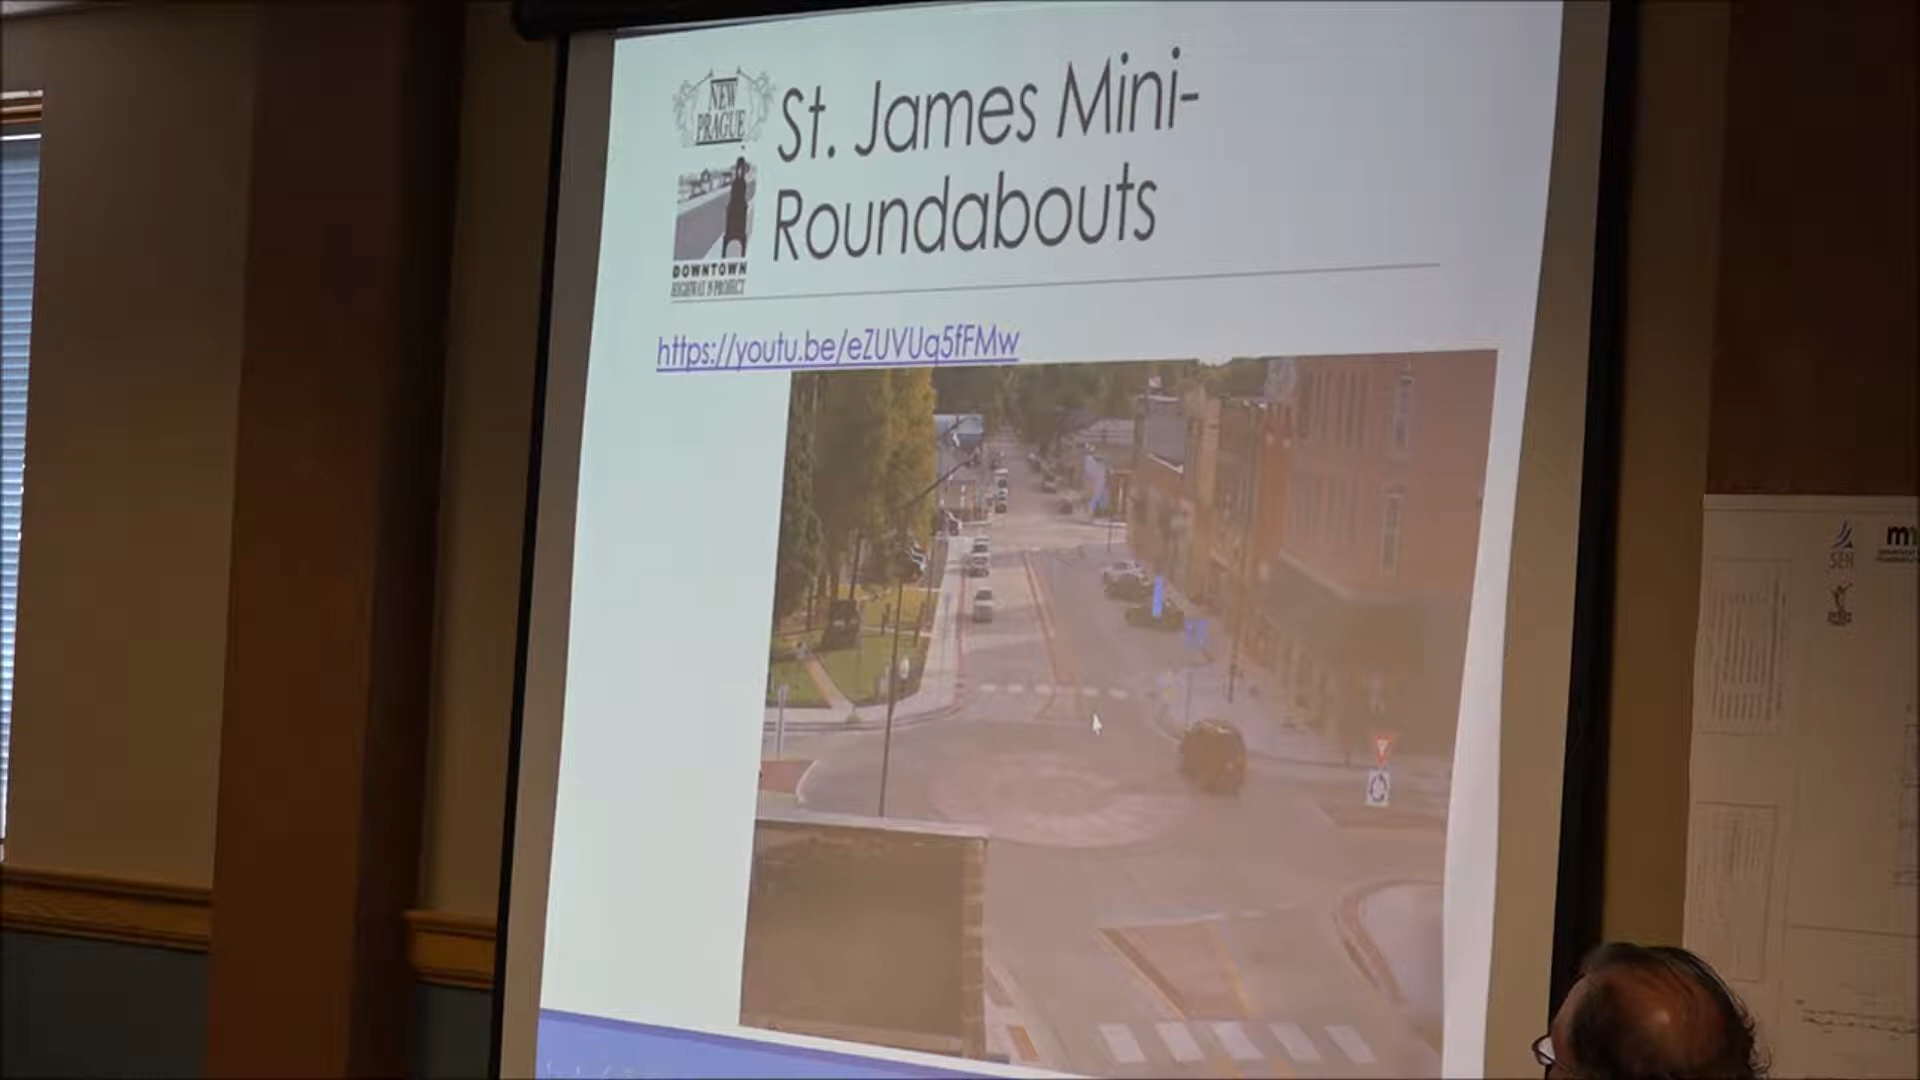 NEW
PRAGUE
St. James Mini-
Roundabouts
DOWNTOWN
HIGHWAY 19 PROJECT
https://youtu.be/eZUVUq5fFMw
SEH